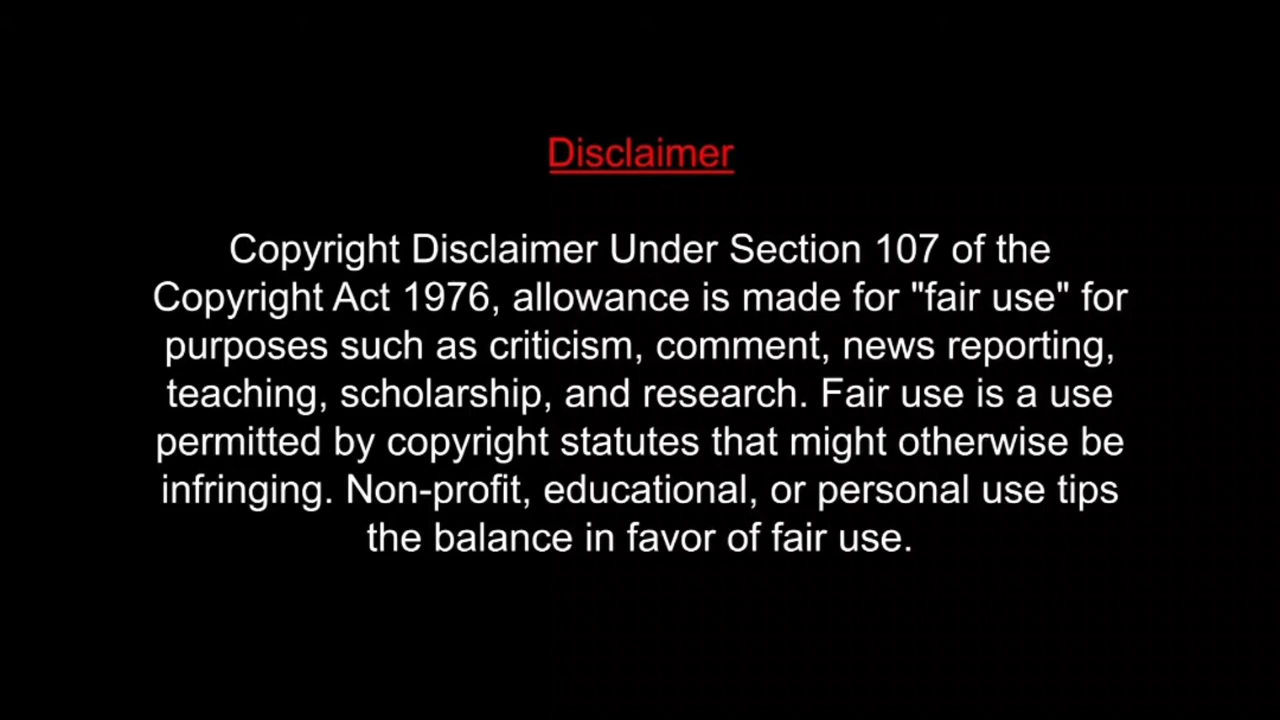 Disclaimer
Copyright Disclaimer Under Section 107 of the
Copyright Act 1976, allowance is made for "fair use" for
purposes such as criticism, comment, news reporting,
teaching, scholarship, and research. Fair use is a use
permitted by copyright statutes that might otherwise be
infringing. Non-profit, educational, or personal use tips
the balance in favor of fair use.